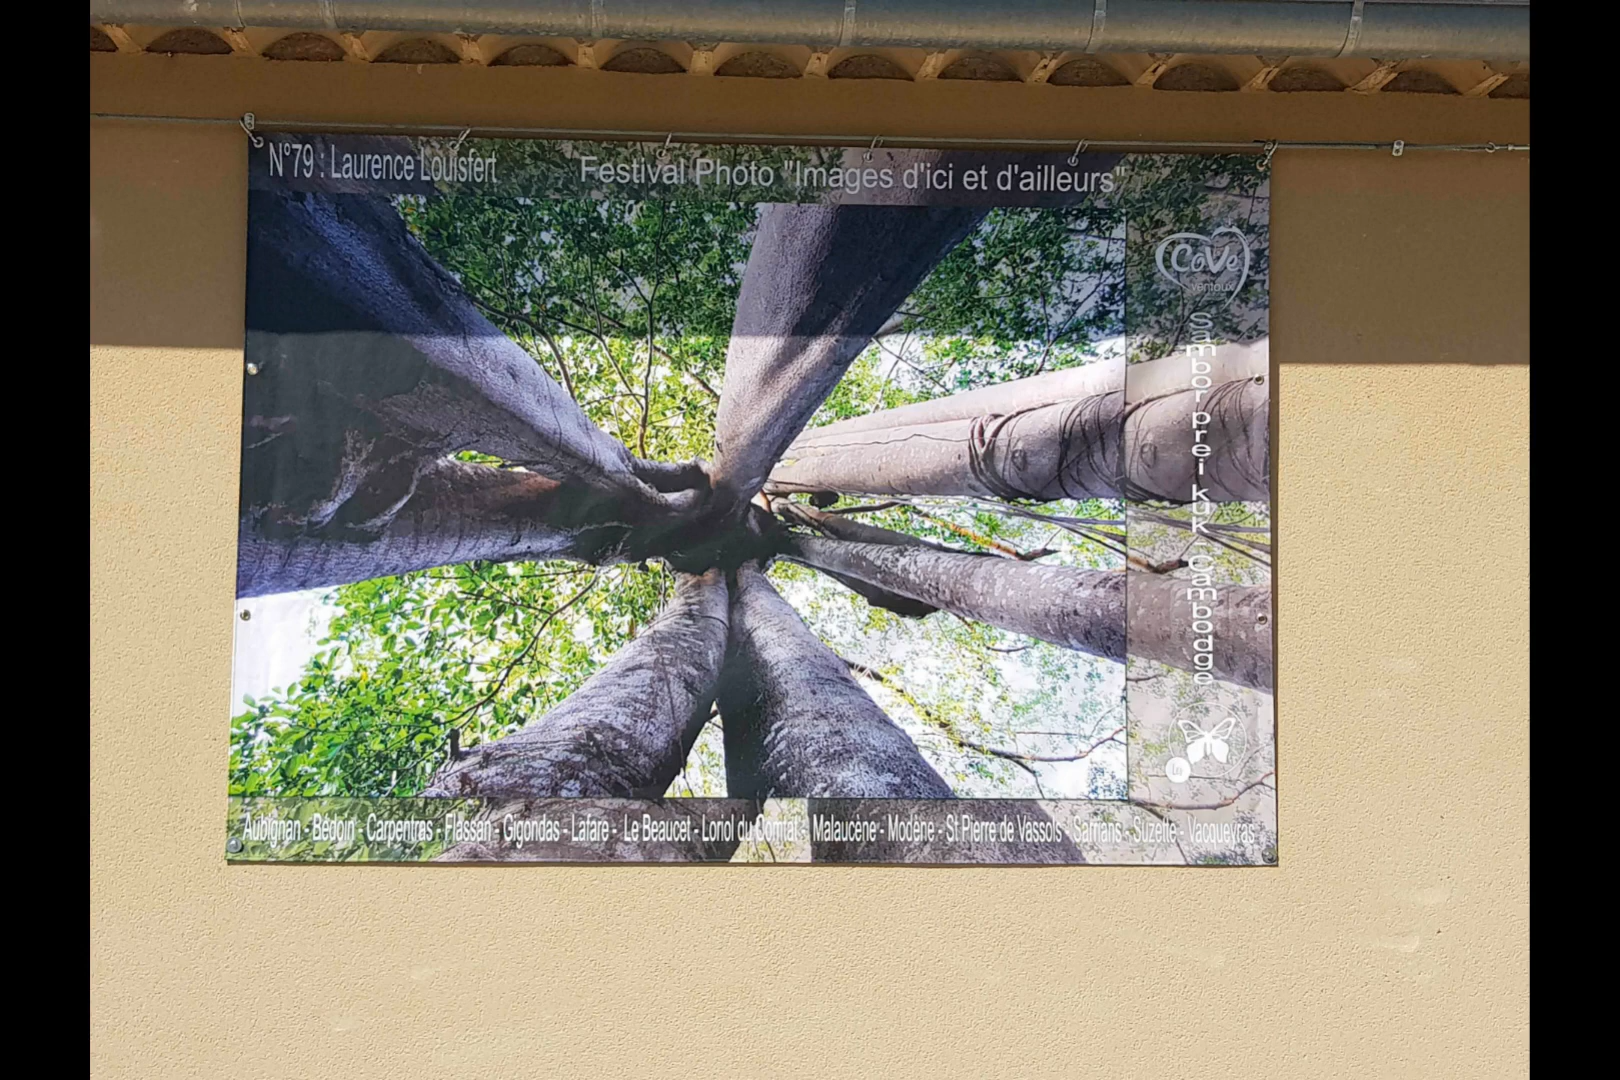 N°79 : Laurence Louisfert
Festival Photo "Images d'ici et d'ailleurs"
CoVe
ventoux
Sambor prei kuk Cambodge
Aubignan - Bédoin - Carpentras - Flassan - Gigondas - Lafare - Le Beaucet - Loriol du Comtat - Malaucène - Modène - St Pierre de Vassols - Sarrians - Suzette - Vacqueyras